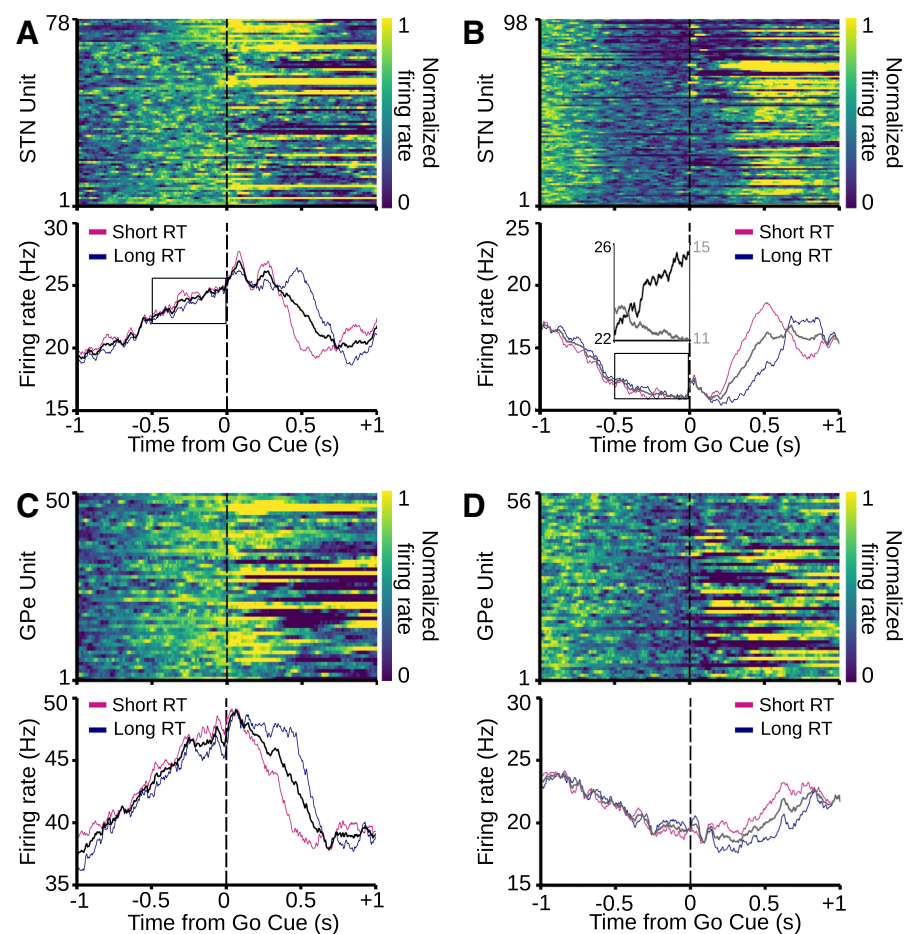 A
78
STN Unit
1
1
Normalized
firing rate
0
30
Short RT
Long RT
25
Firing rate (Hz)
20
15
-1 -0.5 0 0.5 +1
Time from Go Cue (s)
B
98
STN Unit
1
1
Normalized
firing rate
0
25
Short RT
Long RT
26 15
20
Firing rate (Hz)
22 11
15
10
-1 -0.5 0 0.5 +1
Time from Go Cue (s)
C
50
GPe Unit
1
1
Normalized
firing rate
0
50
Short RT
Long RT
45
Firing rate (Hz)
40
35
-1 -0.5 0 0.5 +1
Time from Go Cue (s)
D
56
GPe Unit
1
1
Normalized
firing rate
0
30
Short RT
Long RT
25
Firing rate (Hz)
20
15
-1 -0.5 0 0.5 +1
Time from Go Cue (s)